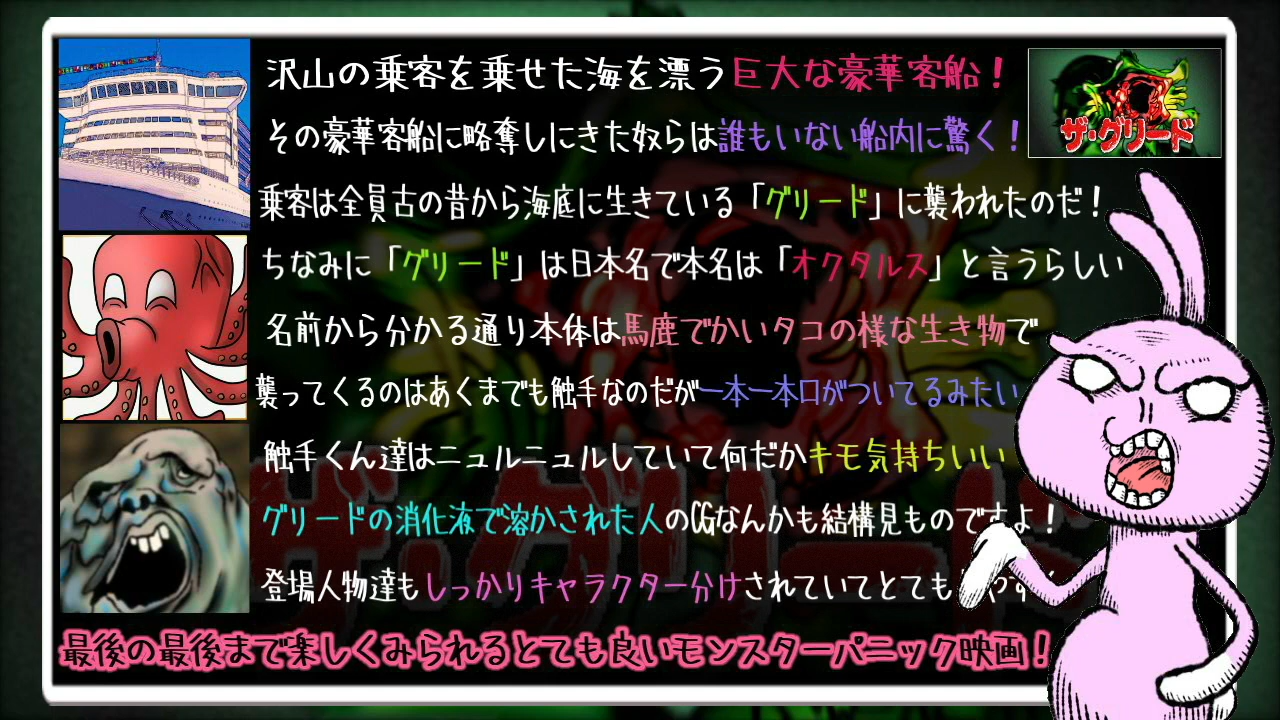 沢山の乗客を乗せた海を漂う巨大な豪華客船！
ザ・グリード
その豪華客船に略奪しにきた奴らは誰もいない船内に驚く！
乗客は全員古の昔から海底に生きている「グリード」に襲われたのだ！
ちなみに「グリード」は日本名で本名は「オクタルス」と言うらしい
名前から分かる通り本体は馬鹿でかいタコの様な生き物で
襲ってくるのはあくまでも触手なのだが一本一本口がついてるみたい
触手くん達はニュルニュルしていて何だかキモ気持ちいい
グリードの消化液で溶かされた人のCGなんかも結構見ものですよ！
登場人物達もしっかりキャラクター分けされていてとても
最後の最後まで楽しくみられるとても良いモンスターパニック映画！
ザ・グリード